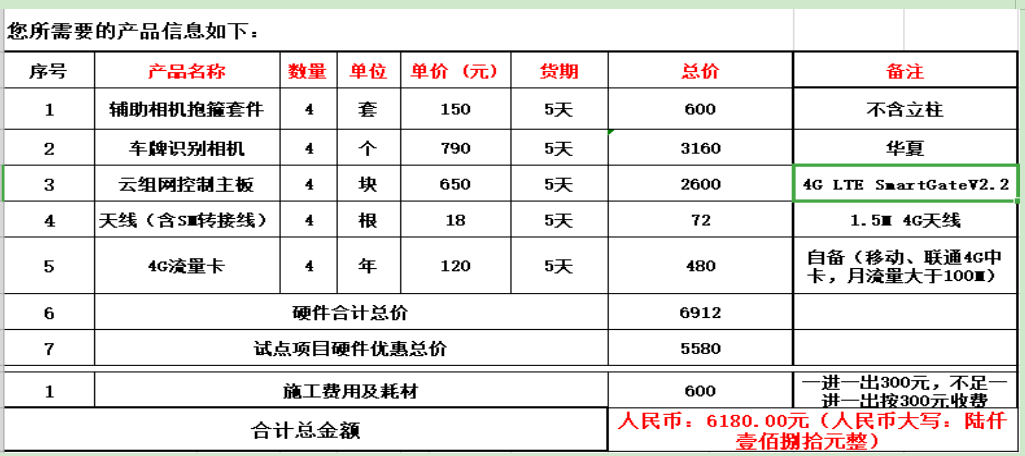 您所需要的产品信息如下：
序号 产品名称 数量 单位 单价（元） 货期 总价 备注
1 辅助相机抱箍套件 4 套 150 5天 600 不含立柱
2 车牌识别相机 4 个 790 5天 3160 华夏
3 云组网控制主板 4 块 650 5天 2600 4G LTE SmartGateV2.2
4 天线（含SM转接线） 4 根 18 5天 72 1.5M 4G天线
5 4G流量卡 4 年 120 5天 480 自备（移动、联通4G中
卡，月流量大于100M）
6 硬件合计总价 6912
7 试点项目硬件优惠总价 5580
1 施工费用及耗材 600 一进一出300元，不足一
进一出按300元收费
合计总金额 人民币：6180.00元（人民币大写：陆仟
壹佰捌拾元整）